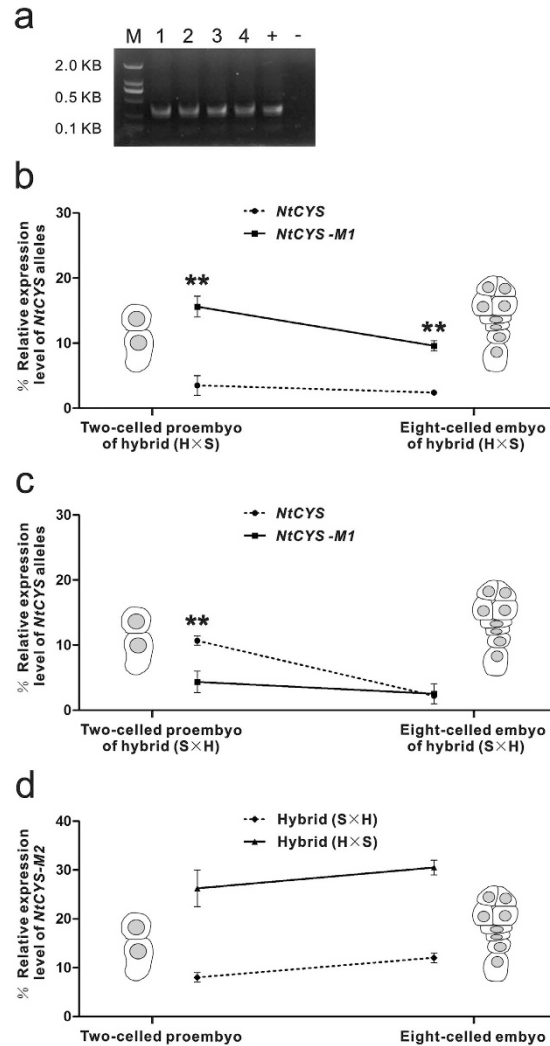 a
M 1 2 3 4 + -
2.0 KB
0.5 KB
0.1 KB
b
NtCYS
NtCYS -M1
% Relative expression
level of NtCYS alleles
30
20
10
0
**
**
Two-celled proembyo
of hybrid (H×S)
Eight-celled embyo
of hybrid (H×S)
c
NtCYS
NtCYS -M1
% Relative expression
level of NtCYS alleles
30
20
10
0
**
Two-celled proembyo
of hybrid (S×H)
Eight-celled embyo
of hybrid (S×H)
d
Hybrid (S×H)
Hybrid (H×S)
% Relative expression
level of NtCYS-M2
40
30
20
10
0
Two-celled proembyo
Eight-celled embyo